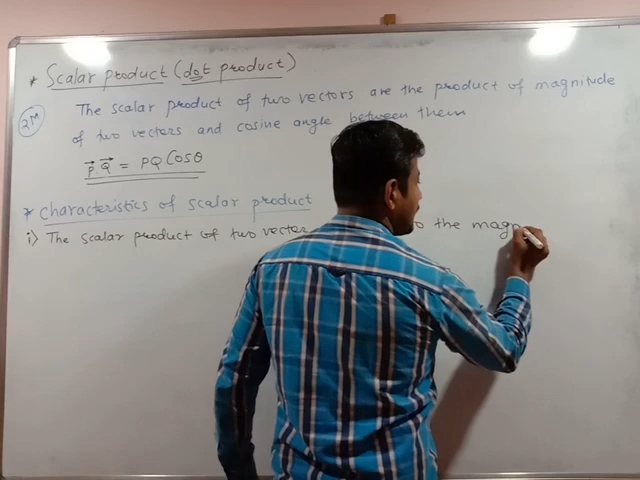 * Scalar product (dot product)
2M The scalar product of two vectors are the product of magnitude
of two vectors and cosine angle between them
P⃗.Q⃗ = PQ Cosθ
* Characteristics of scalar product
i) The scalar product of two vector the magn